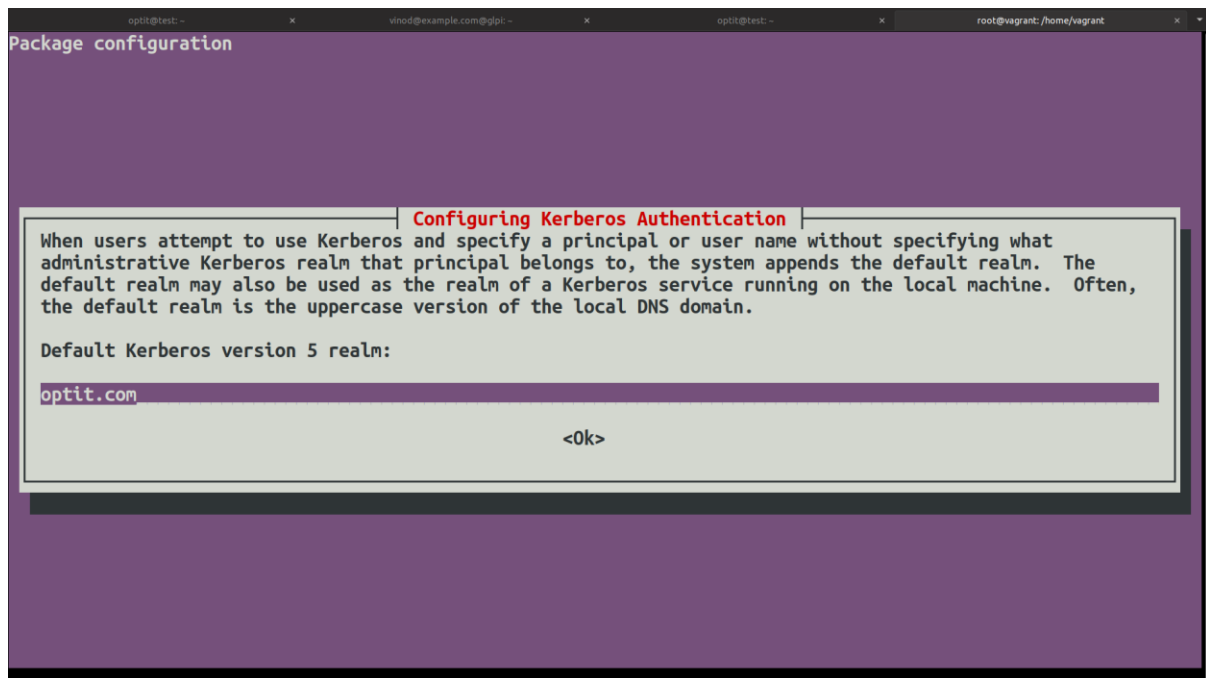 optit@test: ~ × vinod@example.com@glpi: ~ × optit@test: ~ × root@vagrant: /home/vagrant ×
Package configuration
Configuring Kerberos Authentication
When users attempt to use Kerberos and specify a principal or user name without specifying what
administrative Kerberos realm that principal belongs to, the system appends the default realm.  The
default realm may also be used as the realm of a Kerberos service running on the local machine.  Often,
the default realm is the uppercase version of the local DNS domain.
Default Kerberos version 5 realm:
optit.com
<Ok>